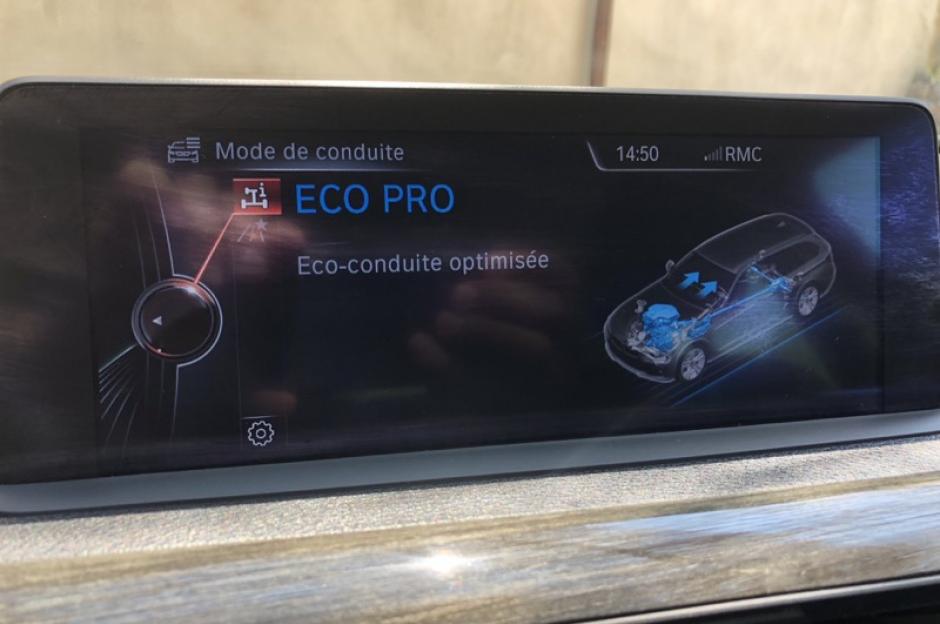 Mode de conduite
14:50
RMC
ECO PRO
Eco-conduite optimisée